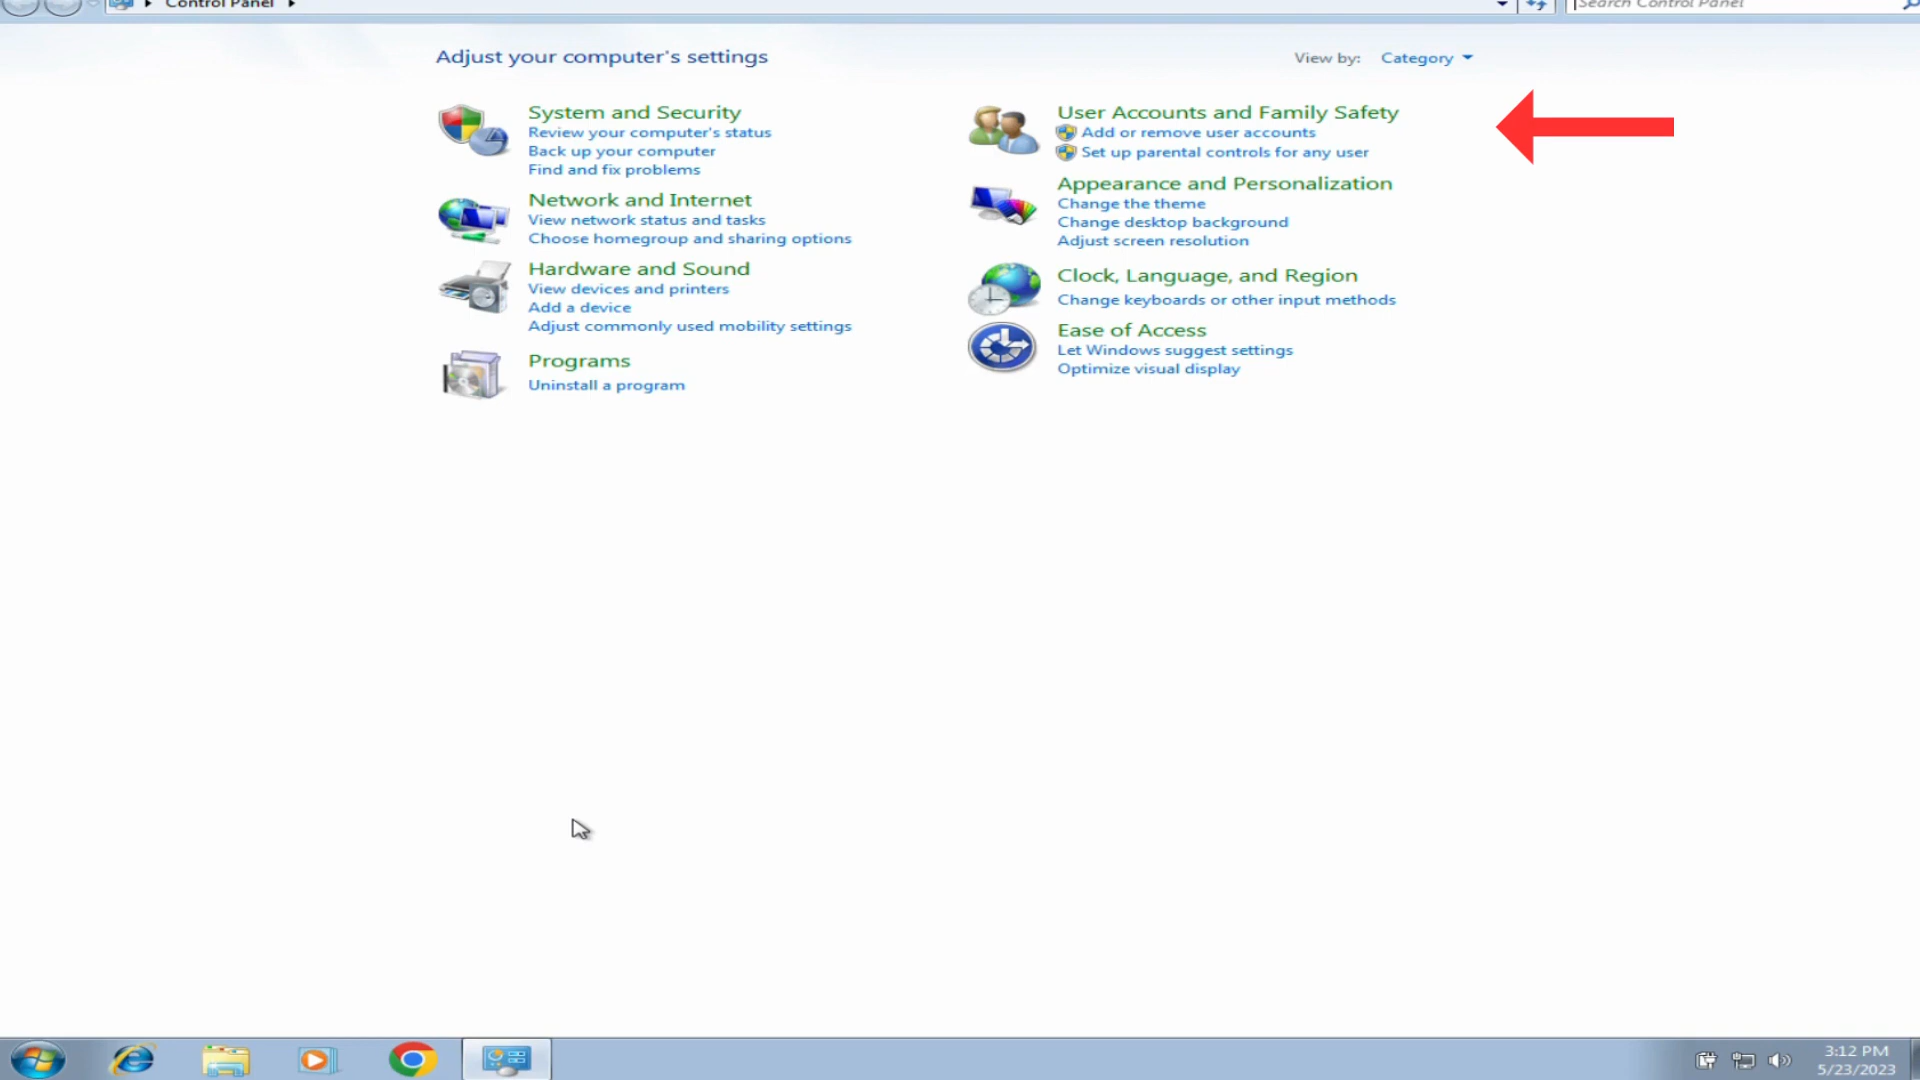 Control Panel
Search Control Panel
Adjust your computer's settings
View by: Category
System and Security
Review your computer's status
Back up your computer
Find and fix problems
Network and Internet
View network status and tasks
Choose homegroup and sharing options
Hardware and Sound
View devices and printers
Add a device
Adjust commonly used mobility settings
Programs
Uninstall a program
User Accounts and Family Safety
Add or remove user accounts
Set up parental controls for any user
Appearance and Personalization
Change the theme
Change desktop background
Adjust screen resolution
Clock, Language, and Region
Change keyboards or other input methods
Ease of Access
Let Windows suggest settings
Optimize visual display
3:12 PM
5/23/2023